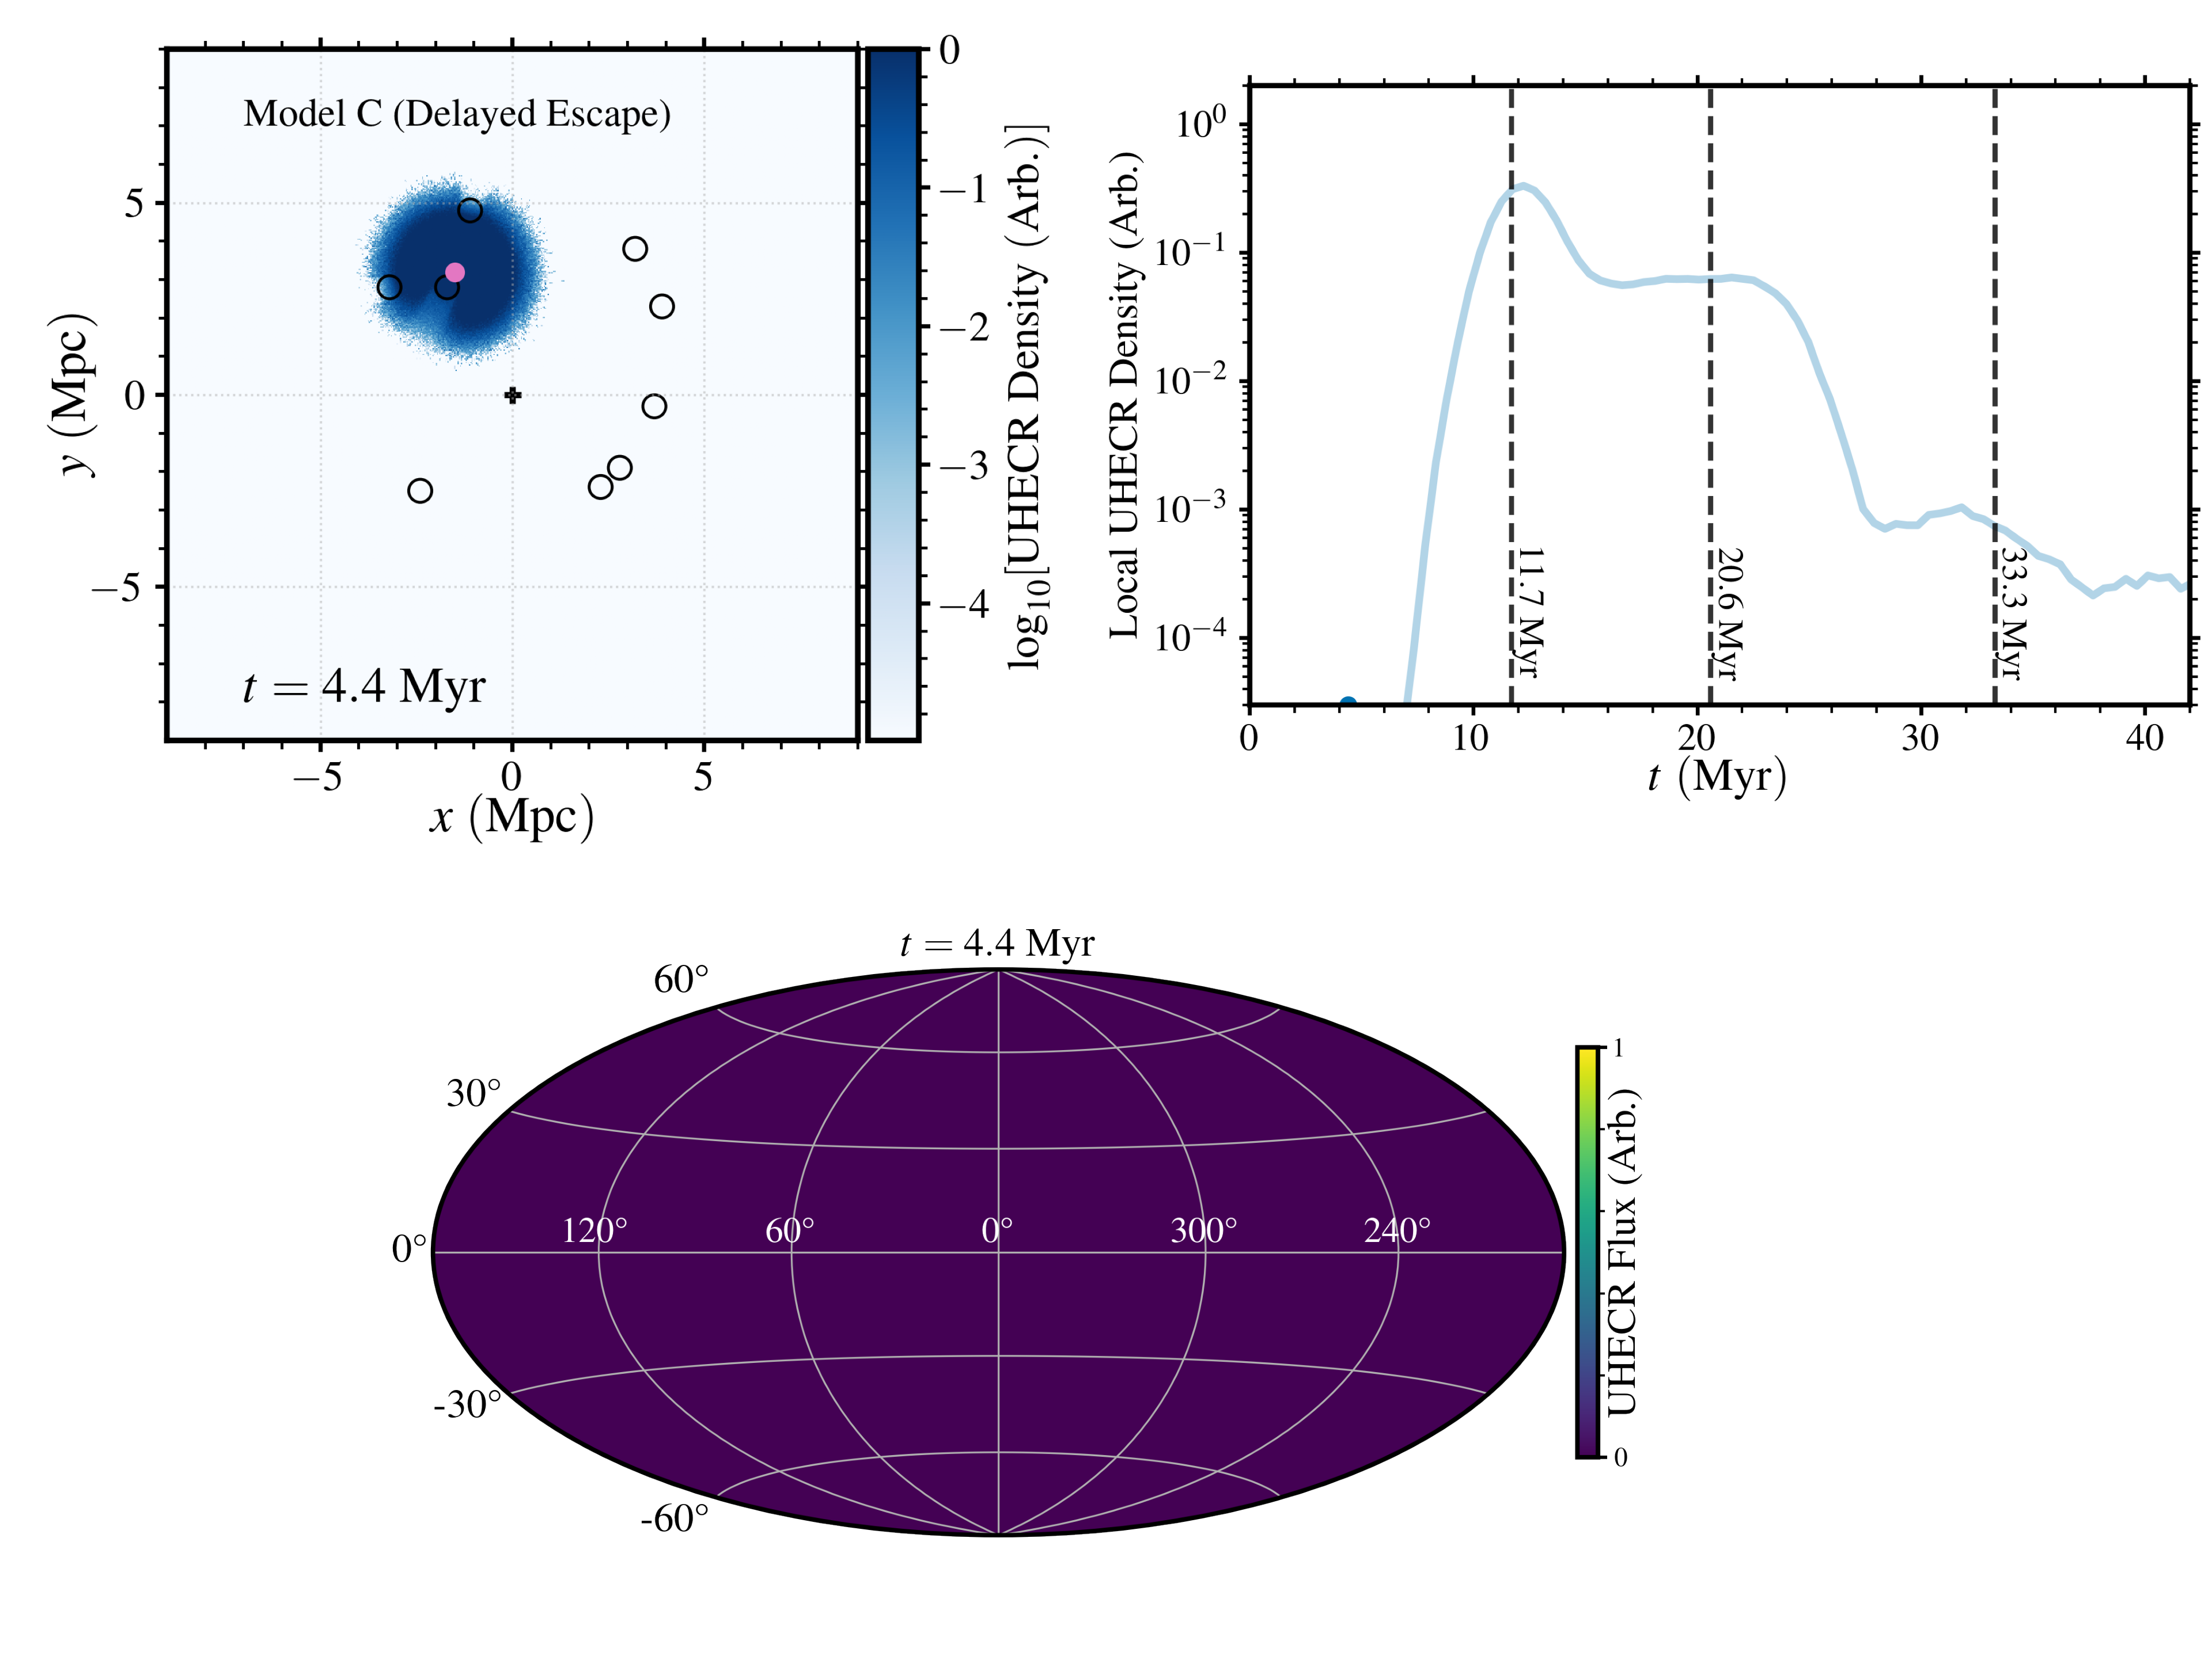 Model C (Delayed Escape)
t = 4.4 Myr
5
0
−5
y (Mpc)
−5
0
5
x (Mpc)
0
−1
−2
−3
−4
log₁₀[UHECR Density (Arb.)]
10⁰
10⁻¹
10⁻²
10⁻³
10⁻⁴
Local UHECR Density (Arb.)
11.7 Myr
20.6 Myr
33.3 Myr
0
10
20
30
40
t (Myr)
t = 4.4 Myr
60°
30°
0°
-30°
-60°
120°
60°
0°
300°
240°
1
0
UHECR Flux (Arb.)